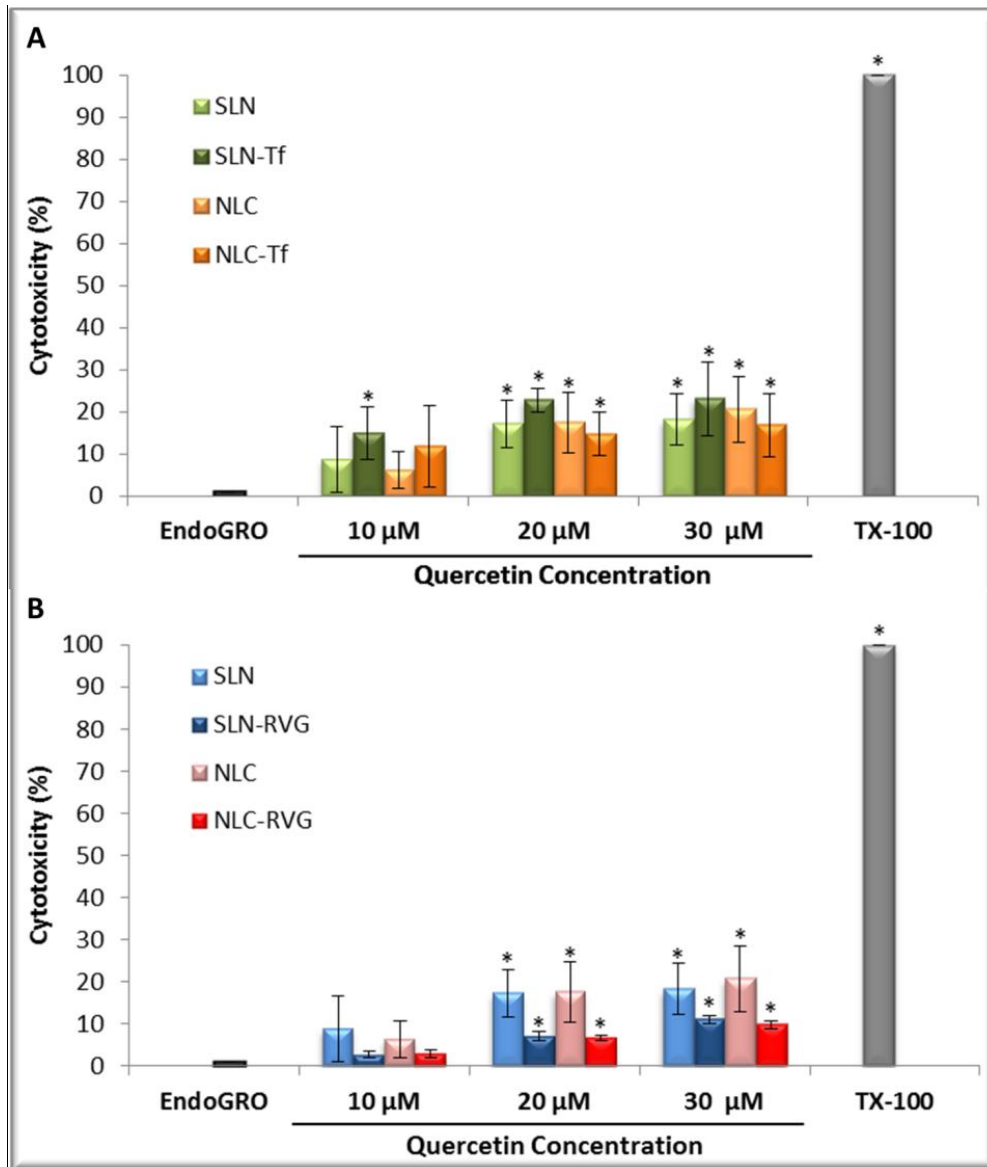 A
100
90
80
70
60
50
40
30
20
10
0
Cytotoxicity (%)
SLN
SLN-Tf
NLC
NLC-Tf
*
* * * *
* * * *
*
EndoGRO 10 µM 20 µM 30 µM TX-100
Quercetin Concentration
B
100
90
80
70
60
50
40
30
20
10
0
Cytotoxicity (%)
SLN
SLN-RVG
NLC
NLC-RVG
* * * *
* * * *
*
EndoGRO 10 µM 20 µM 30 µM TX-100
Quercetin Concentration